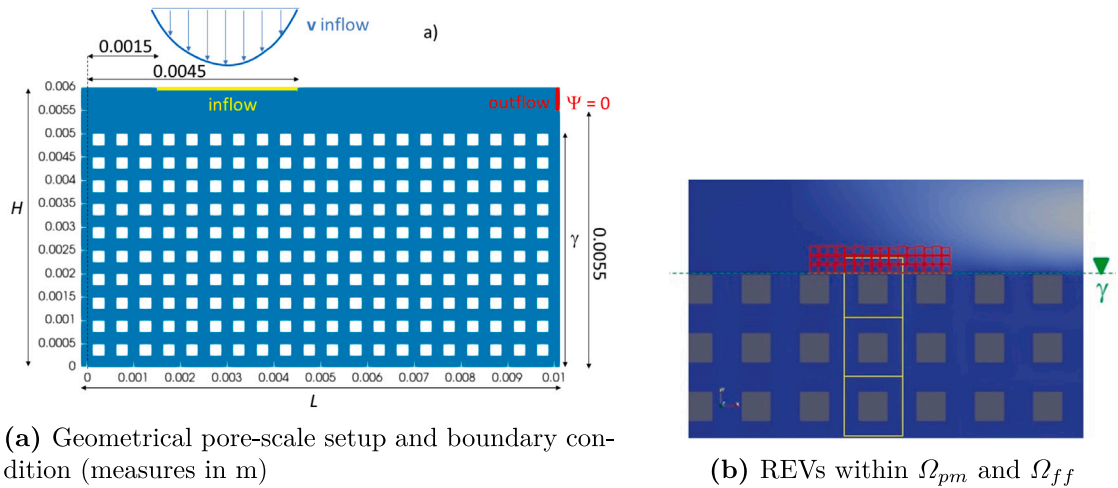 v inflow
a)
0.0015
0.0045
0.006
0.0055
0.005
0.0045
0.004
0.0035
0.003
0.0025
0.002
0.0015
0.001
0.0005
0
inflow
outflow
Ψ = 0
H
γ
0.0055
0
0.001
0.002
0.003
0.004
0.005
0.006
0.007
0.008
0.009
0.01
L
(a) Geometrical pore-scale setup and boundary con-
dition (measures in m)
γ
(b) REVs within Ω_pm and Ω_ff